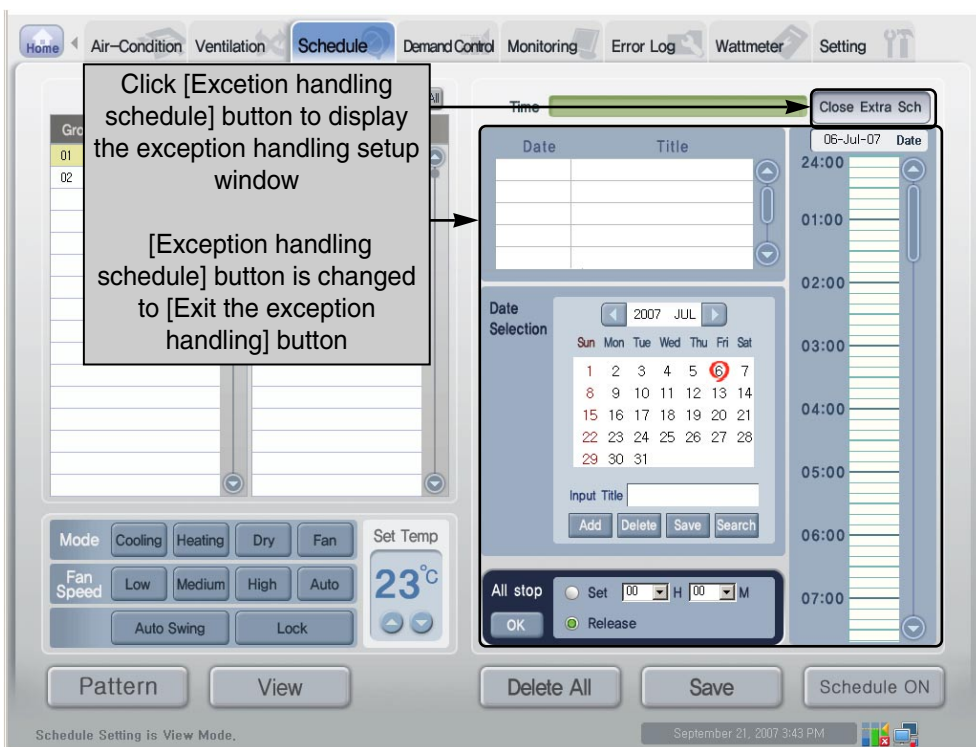 Home Air-Condition Ventilation Schedule Demand Control Monitoring Error Log Wattmeter Setting
Click [Excetion handling
schedule] button to display
the exception handling setup
window
[Exception handling
schedule] button is changed
to [Exit the exception
handling] button
All
Gro
01
02
Time
Close Extra Sch
Date Title
06-Jul-07 Date
24:00
01:00
02:00
03:00
04:00
05:00
06:00
07:00
Date
Selection
2007 JUL
Sun Mon Tue Wed Thu Fri Sat
1 2 3 4 5 6 7
8 9 10 11 12 13 14
15 16 17 18 19 20 21
22 23 24 25 26 27 28
29 30 31
Input Title
Add Delete Save Search
Mode Cooling Heating Dry Fan
Fan
Speed
Low Medium High Auto
Auto Swing Lock
Set Temp
23°C
All stop Set 00 H 00 M
OK Release
Pattern View Delete All Save Schedule ON
Schedule Setting is View Mode.
September 21, 2007 3:43 PM